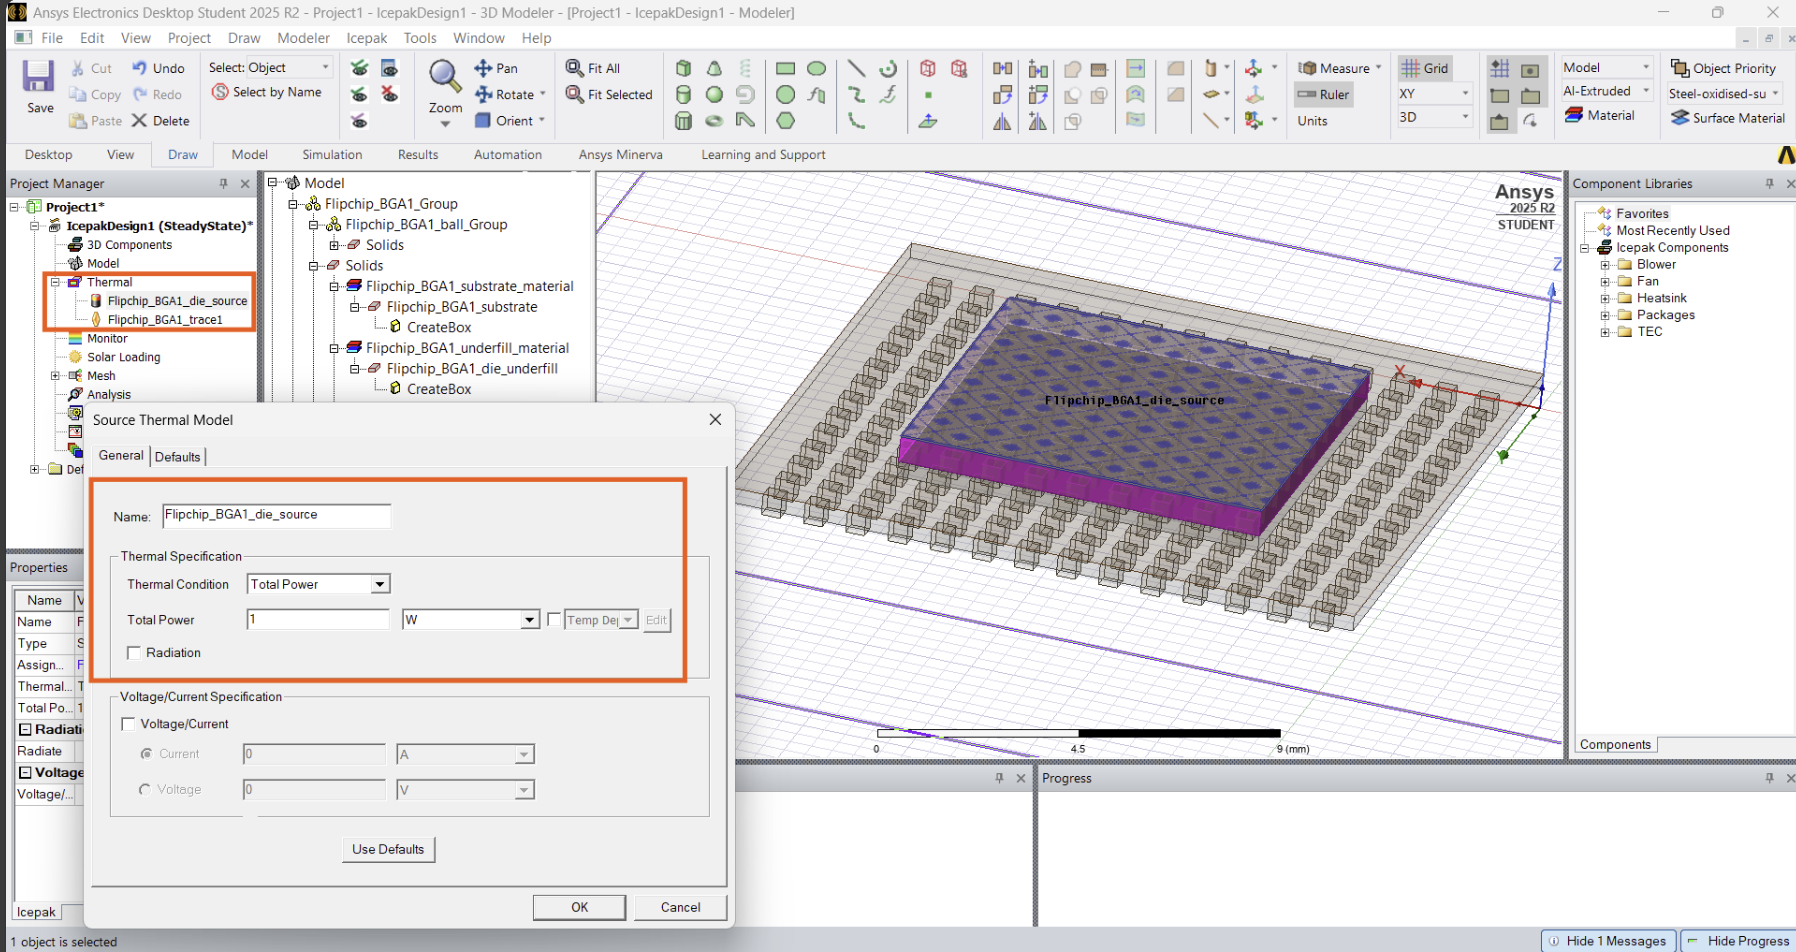 Ansys Electronics Desktop Student 2025 R2 - Project1 - IcepakDesign1 - 3D Modeler - [Project1 - IcepakDesign1 - Modeler]
File Edit View Project Draw Modeler Icepak Tools Window Help
Save
Cut
Copy
Paste
Undo
Redo
Delete
Select: Object
Select by Name
Zoom
Pan
Rotate
Orient
Fit All
Fit Selected
Measure
Ruler
Units
Grid
XY
3D
Model
Al-Extruded
Material
Object Priority
Steel-oxidised-su
Surface Material
Desktop View Draw Model Simulation Results Automation Ansys Minerva Learning and Support
Project Manager
Project1*
IcepakDesign1 (SteadyState)*
3D Components
Model
Thermal
Flipchip_BGA1_die_source
Flipchip_BGA1_trace1
Monitor
Solar Loading
Mesh
Analysis
Def
Model
Flipchip_BGA1_Group
Flipchip_BGA1_ball_Group
Solids
Solids
Flipchip_BGA1_substrate_material
Flipchip_BGA1_substrate
CreateBox
Flipchip_BGA1_underfill_material
Flipchip_BGA1_die_underfill
CreateBox
Ansys
2025 R2
STUDENT
Z
X
Y
Flipchip_BGA1_die_source
0 4.5 9 (mm)
Component Libraries
Favorites
Most Recently Used
Icepak Components
Blower
Fan
Heatsink
Packages
TEC
Components
Properties
Name V
Name F
Type S
Assign... F
Thermal... T
Total Po... 1
Radiati
Radiate
Voltage
Voltage/...
Icepak
Source Thermal Model
General Defaults
Name: Flipchip_BGA1_die_source
Thermal Specification
Thermal Condition Total Power
Total Power 1 W Temp De Edit
Radiation
Voltage/Current Specification
Voltage/Current
Current 0 A
Voltage 0 V
Use Defaults
OK Cancel
Progress
1 object is selected
Hide 1 Messages Hide Progress